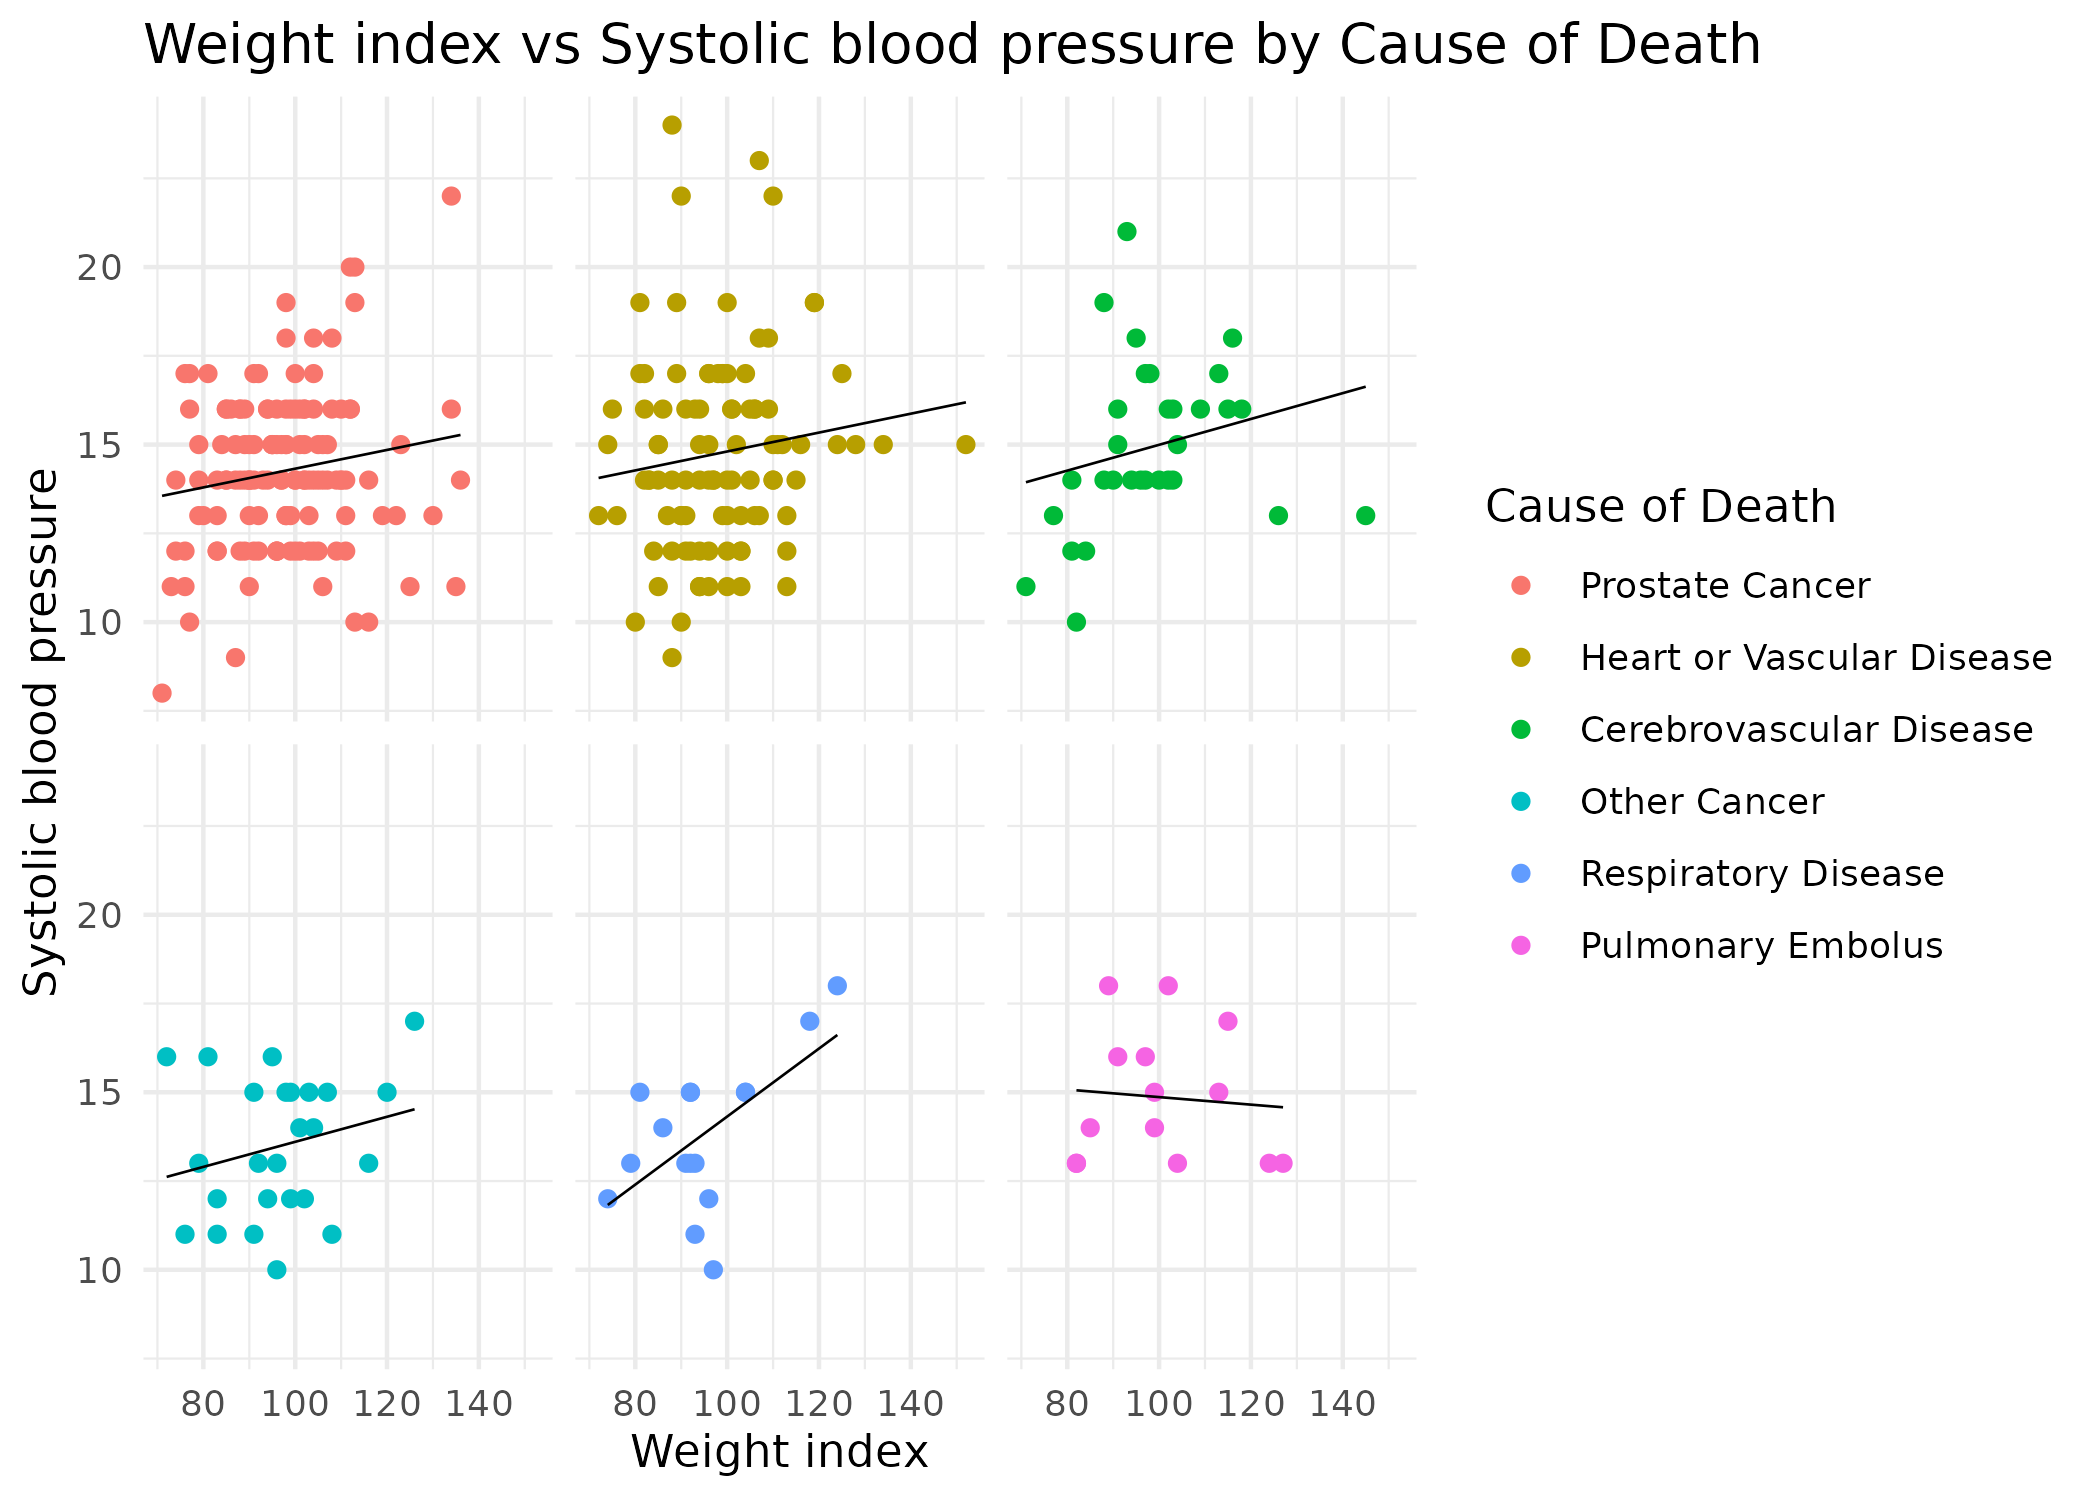 Weight index vs Systolic blood pressure by Cause of Death
Systolic blood pressure
20
15
10
20
15
10
80 100 120 140 80 100 120 140 80 100 120 140
Weight index
Cause of Death
Prostate Cancer
Heart or Vascular Disease
Cerebrovascular Disease
Other Cancer
Respiratory Disease
Pulmonary Embolus